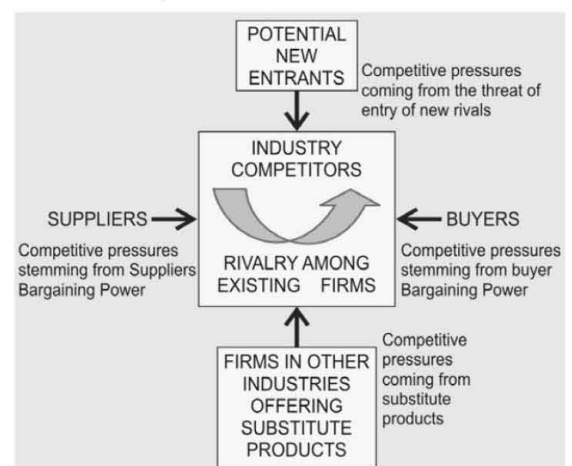 POTENTIAL
NEW
ENTRANTS
Competitive pressures
coming from the threat of
entry of new rivals
INDUSTRY
COMPETITORS
SUPPLIERS
BUYERS
Competitive pressures
stemming from Suppliers
Bargaining Power
RIVALRY AMONG
EXISTING FIRMS
Competitive pressures
stemming from buyer
Bargaining Power
FIRMS IN OTHER
INDUSTRIES
OFFERING
SUBSTITUTE
PRODUCTS
Competitive
pressures
coming from
substitute
products